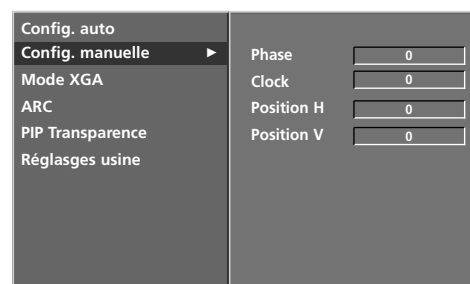 Config. auto
Config. manuelle ►
Mode XGA
ARC
PIP Transparence
Réglasges usine
Phase 0
Clock 0
Position H 0
Position V 0